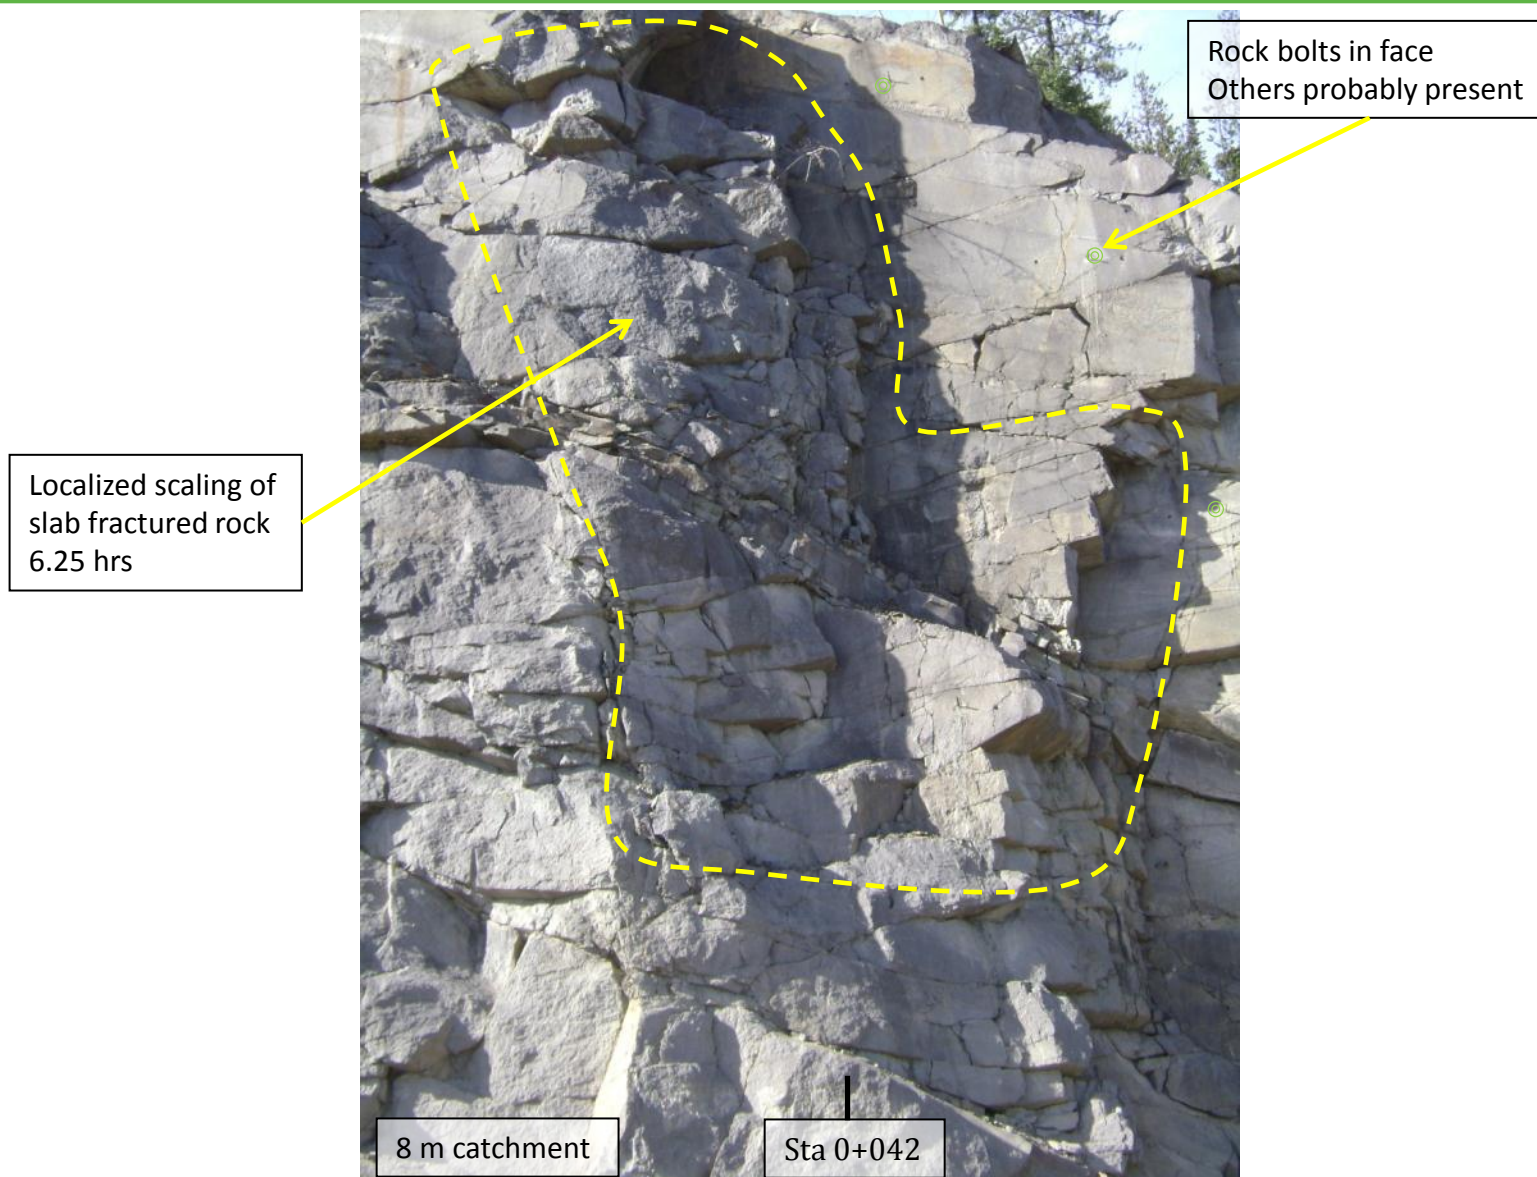 Rock bolts in face
Others probably present
Localized scaling of
slab fractured rock
6.25 hrs
8 m catchment
Sta 0+042